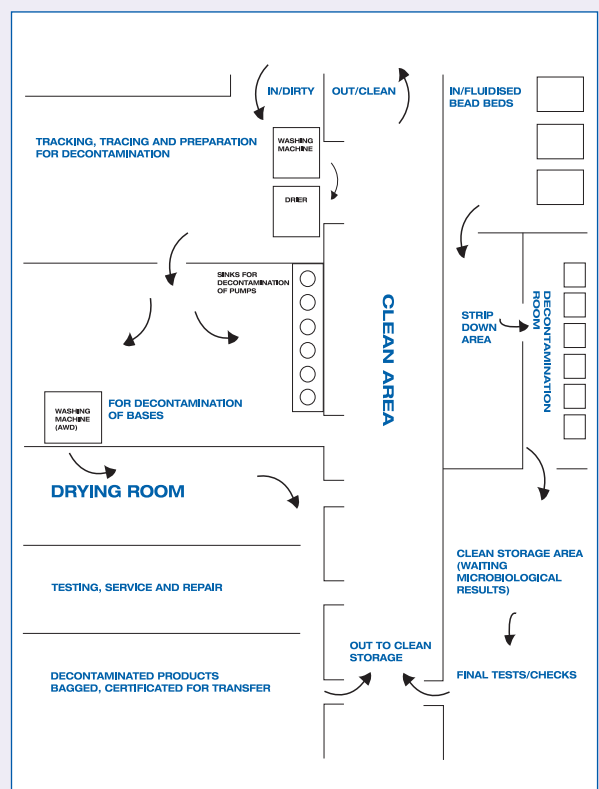 IN/DIRTY
OUT/CLEAN
IN/FLUIDISED
BEAD BEDS
TRACKING, TRACING AND PREPARATION
FOR DECONTAMINATION
WASHING
MACHINE
DRIER
SINKS FOR
DECONTAMINATION
OF PUMPS
CLEAN AREA
STRIP
DOWN
AREA
DECONTAMINATION
ROOM
WASHING
MACHINE
(AWD)
FOR DECONTAMINATION
OF BASES
DRYING ROOM
TESTING, SERVICE AND REPAIR
CLEAN STORAGE AREA
(WAITING
MICROBIOLOGICAL
RESULTS)
OUT TO CLEAN
STORAGE
DECONTAMINATED PRODUCTS
BAGGED, CERTIFICATED FOR TRANSFER
FINAL TESTS/CHECKS